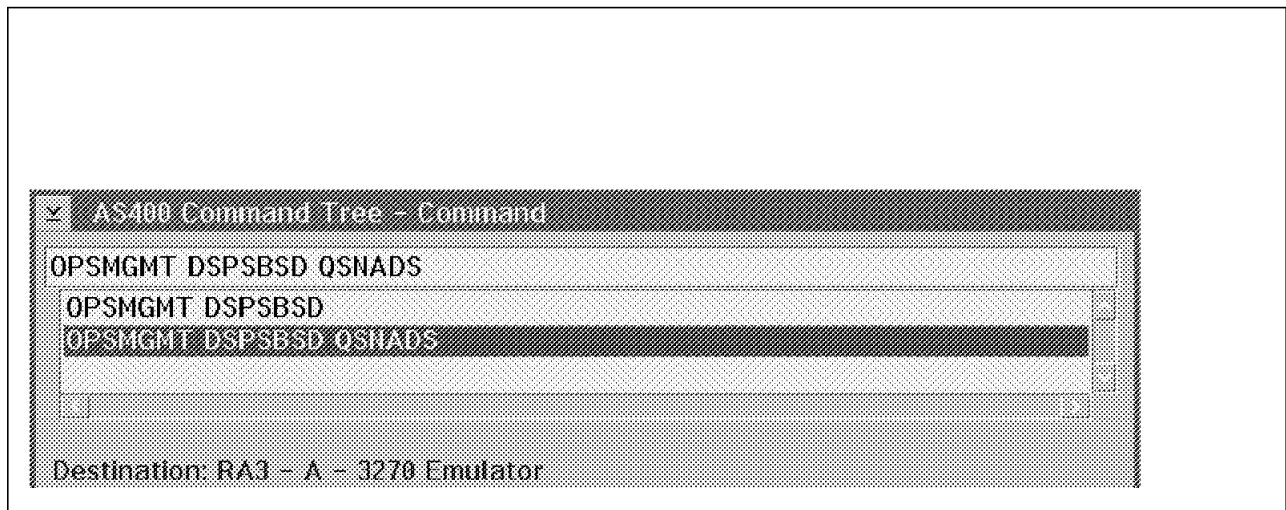 AS400 Command Tree - Command
OPSMGMT DSPSBSD QSNADS
OPSMGMT DSPSBSD
OPSMGMT DSPSBSD QSNADS
Destination: RA3 - A - 3270 Emulator